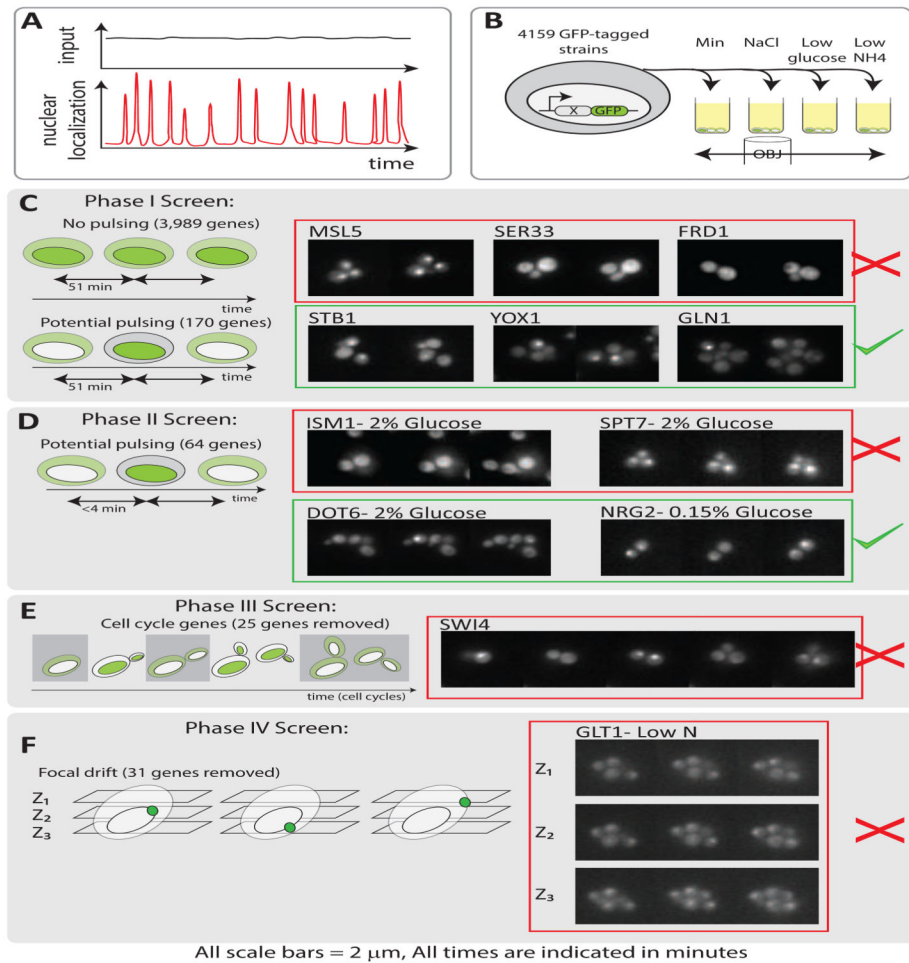 A
input
nuclear
localization
time
B
4159 GFP-tagged
strains
Min
NaCl
Low
glucose
Low
NH4
X
GFP
OBJ
C
Phase I Screen:
No pulsing (3,989 genes)
51 min
time
Potential pulsing (170 genes)
51 min
time
MSL5
SER33
FRD1
STB1
YOX1
GLN1
D
Phase II Screen:
Potential pulsing (64 genes)
<4 min
time
ISM1- 2% Glucose
SPT7- 2% Glucose
DOT6- 2% Glucose
NRG2- 0.15% Glucose
E
Phase III Screen:
Cell cycle genes (25 genes removed)
time (cell cycles)
SWI4
F
Phase IV Screen:
Focal drift (31 genes removed)
Z1
Z2
Z3
GLT1- Low N
Z1
Z2
Z3
All scale bars = 2 μm, All times are indicated in minutes